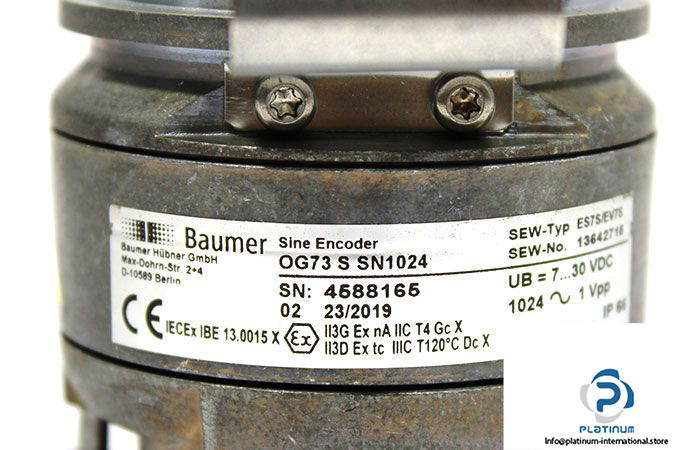 Baumer
Baumer Hübner GmbH
Max-Dohrn-Str. 2+4
D-10589 Berlin
Sine Encoder
OG73 S SN1024
SN: 4588165
02 23/2019
SEW-Typ ES7S/EV7S
SEW-No. 13642715
UB = 7...30 VDC
1024 ∿ 1 Vpp
IP 66
CE IECEx IBE 13.0015 X
Ex
II3G Ex nA IIC T4 Gc X
II3D Ex tc IIIC T120°C Dc X
PLATINUM
Info@platinum-international.store